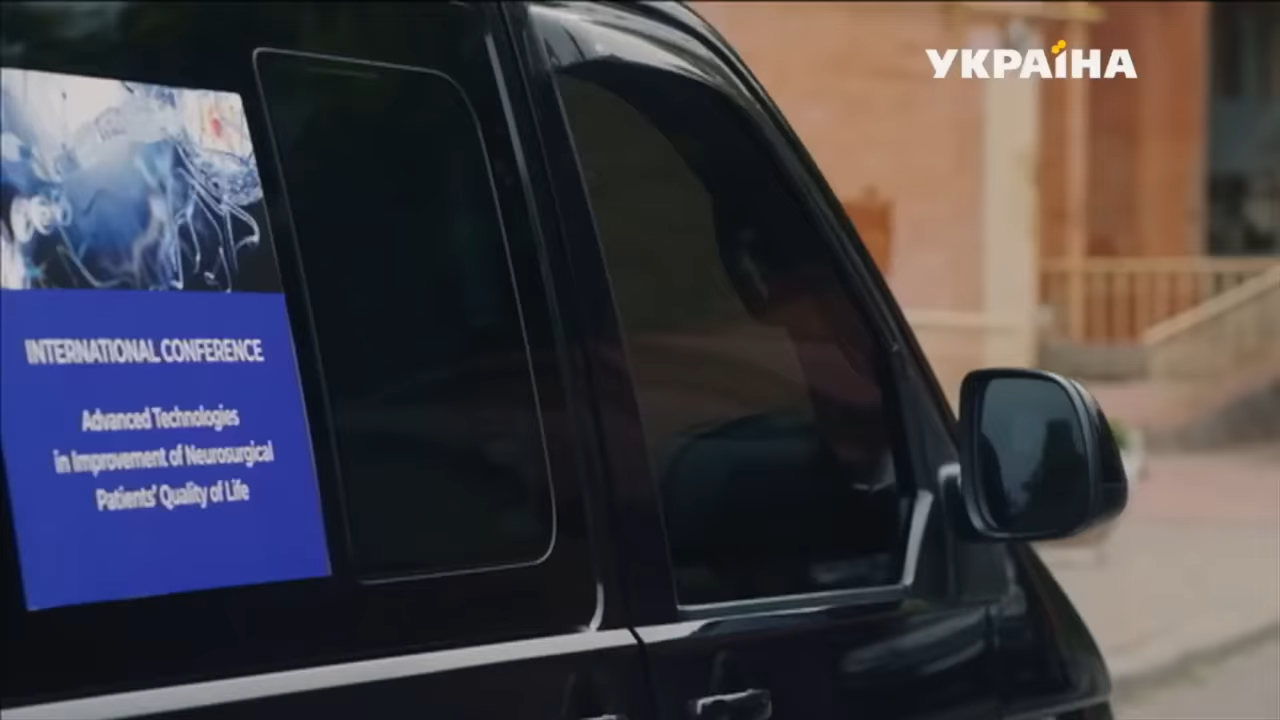 УКРАЇНА
INTERNATIONAL CONFERENCE
Advanced Technologies
in Improvement of Neurosurgical
Patients' Quality of Life